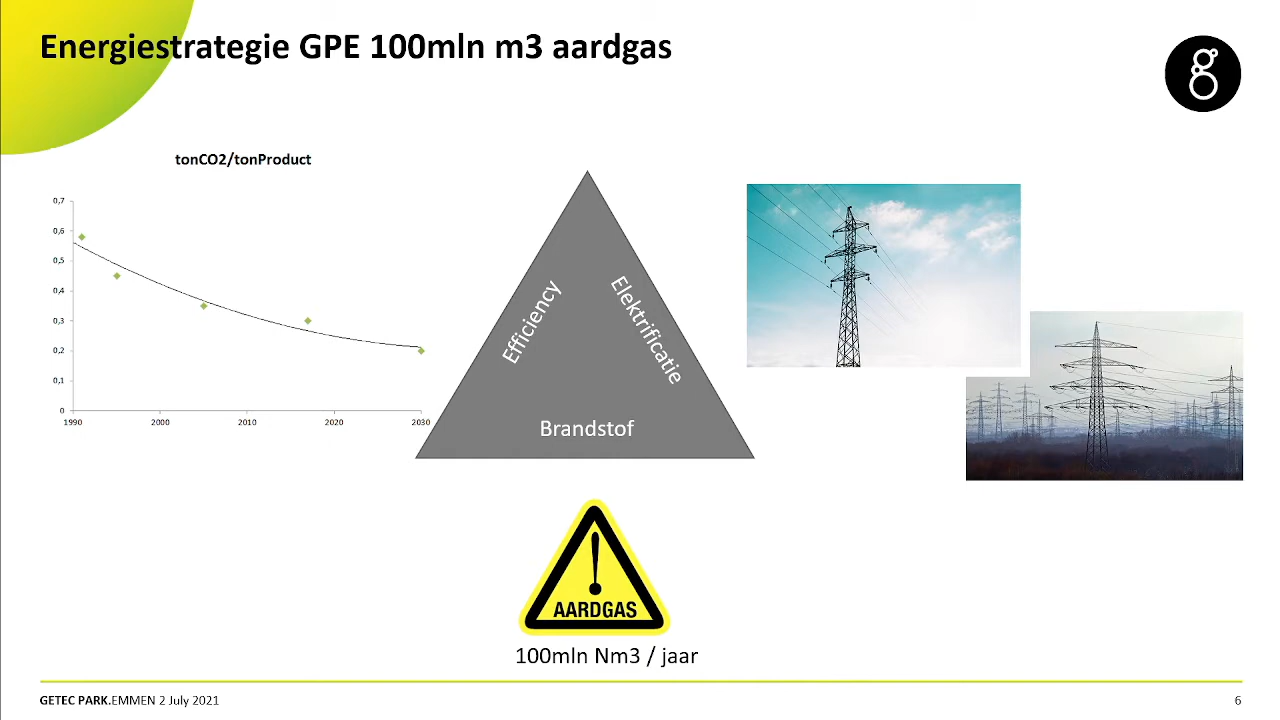 Energiestrategie GPE 100mln m3 aardgas
tonCO2/tonProduct
0,7
0,6
0,5
0,4
0,3
0,2
0,1
0
1990 2000 2010 2020 2030
Efficiency
Elektrificatie
Brandstof
AARDGAS
100mln Nm3 / jaar
GETEC PARK.EMMEN 2 July 2021
6